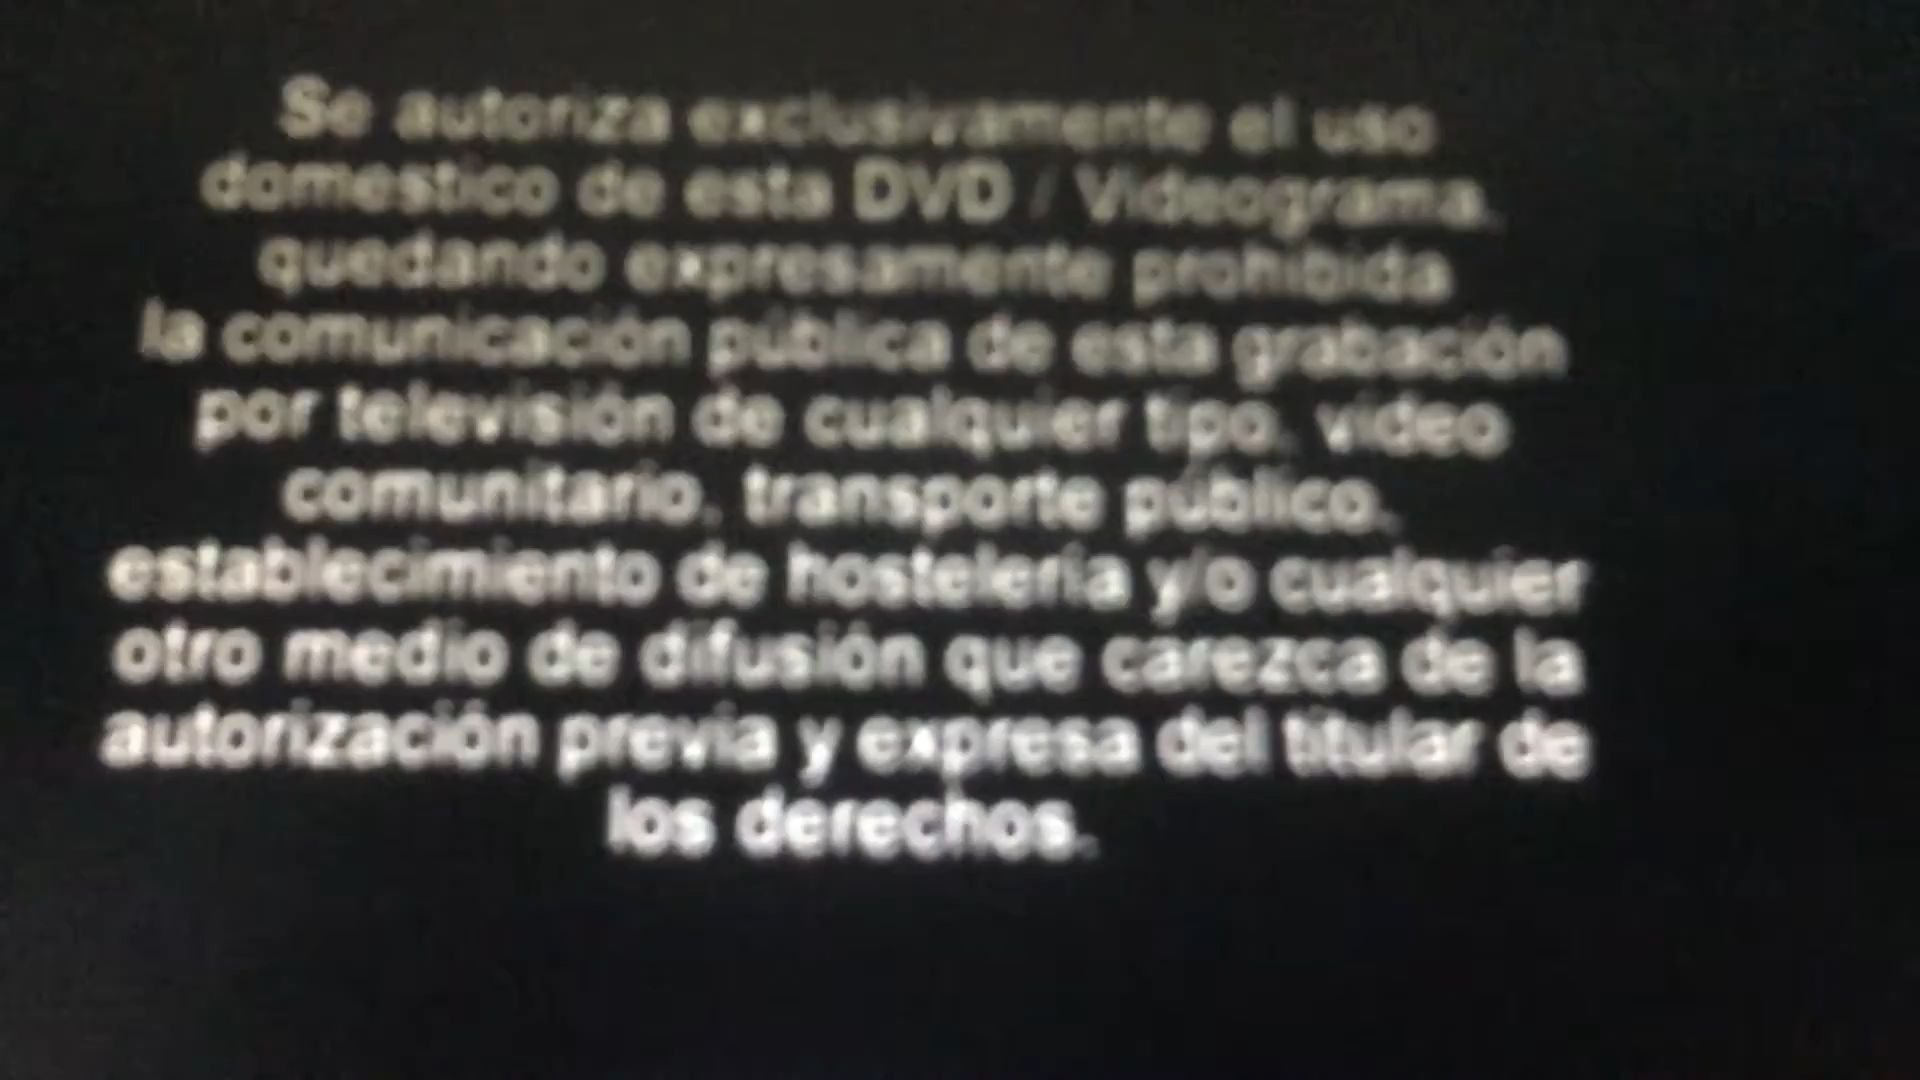 Se autoriza exclusivamente el uso
domestico de esta DVD / Videograma,
quedando expresamente prohibida
la comunicación pública de esta grabación
por televisión de cualquier tipo, video
comunitario, transporte público,
establecimiento de hostelería y/o cualquier
otro medio de difusión que carezca de la
autorización previa y expresa del titular de
los derechos.